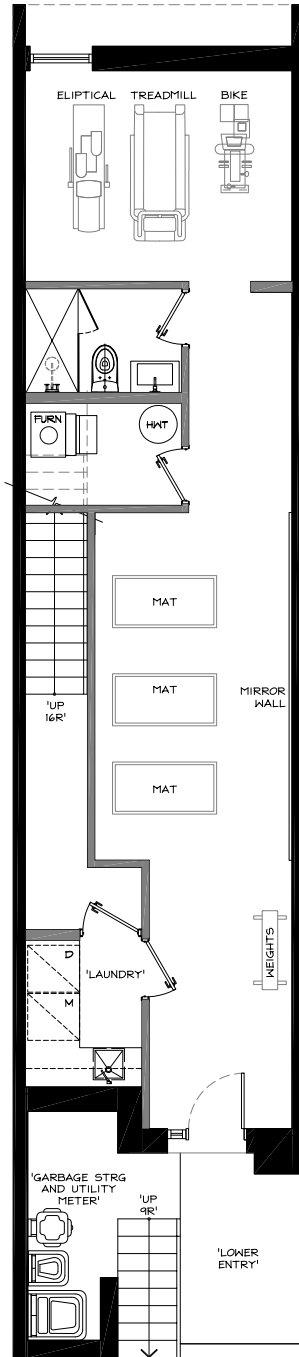 ELIPTICAL TREADMILL BIKE
FURN
HWT
MAT
'UP
16R'
MAT
MIRROR
WALL
MAT
WEIGHTS
D
'LAUNDRY'
M
'GARBAGE STRG
AND UTILITY
METER'
'UP
9R'
'LOWER
ENTRY'